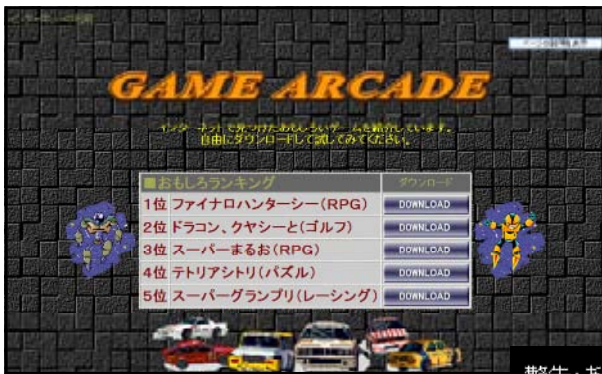 GAME ARCADE
インターネットで見つけたおもしろいゲームを紹介しています。
自由にダウンロードして試してみてください。
■おもしろランキング ダウンロード
1位 ファイナロハンターシー(RPG) DOWNLOAD
2位 ドラコン、クヤシーと(ゴルフ) DOWNLOAD
3位 スーパーまるお(RPG) DOWNLOAD
4位 テトリアシトリ(パズル) DOWNLOAD
5位 スーパーグランプリ(レーシング) DOWNLOAD